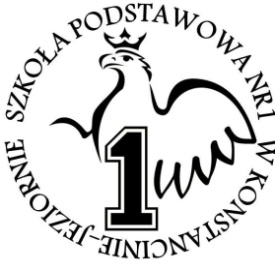 SZKOŁA PODSTAWOWA NR 1 W KONSTANCINIE-JEZIORNIE
1